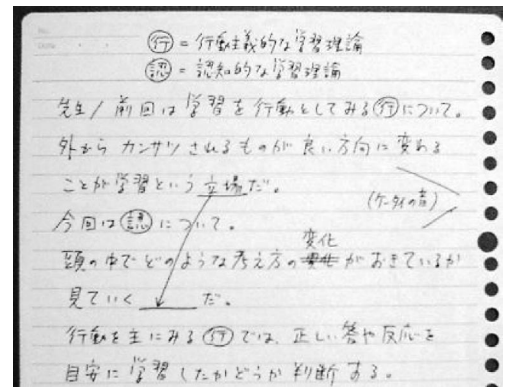 ㊍行 = 行動主義的な学習理論
認 = 認知的な学習理論
先生/ 前回は学習を行動としてみる行について。
外から カンサツ されるものが良い方向に変わる
ことが学習という立場だ。
(ケータイの音)
今回は認について。
変化
頭の中でどのような考え方の変化がおきているか
見ていく だ。
行動を主にみる行では、正しい答や反応を
目安に学習したかどうか判断する。